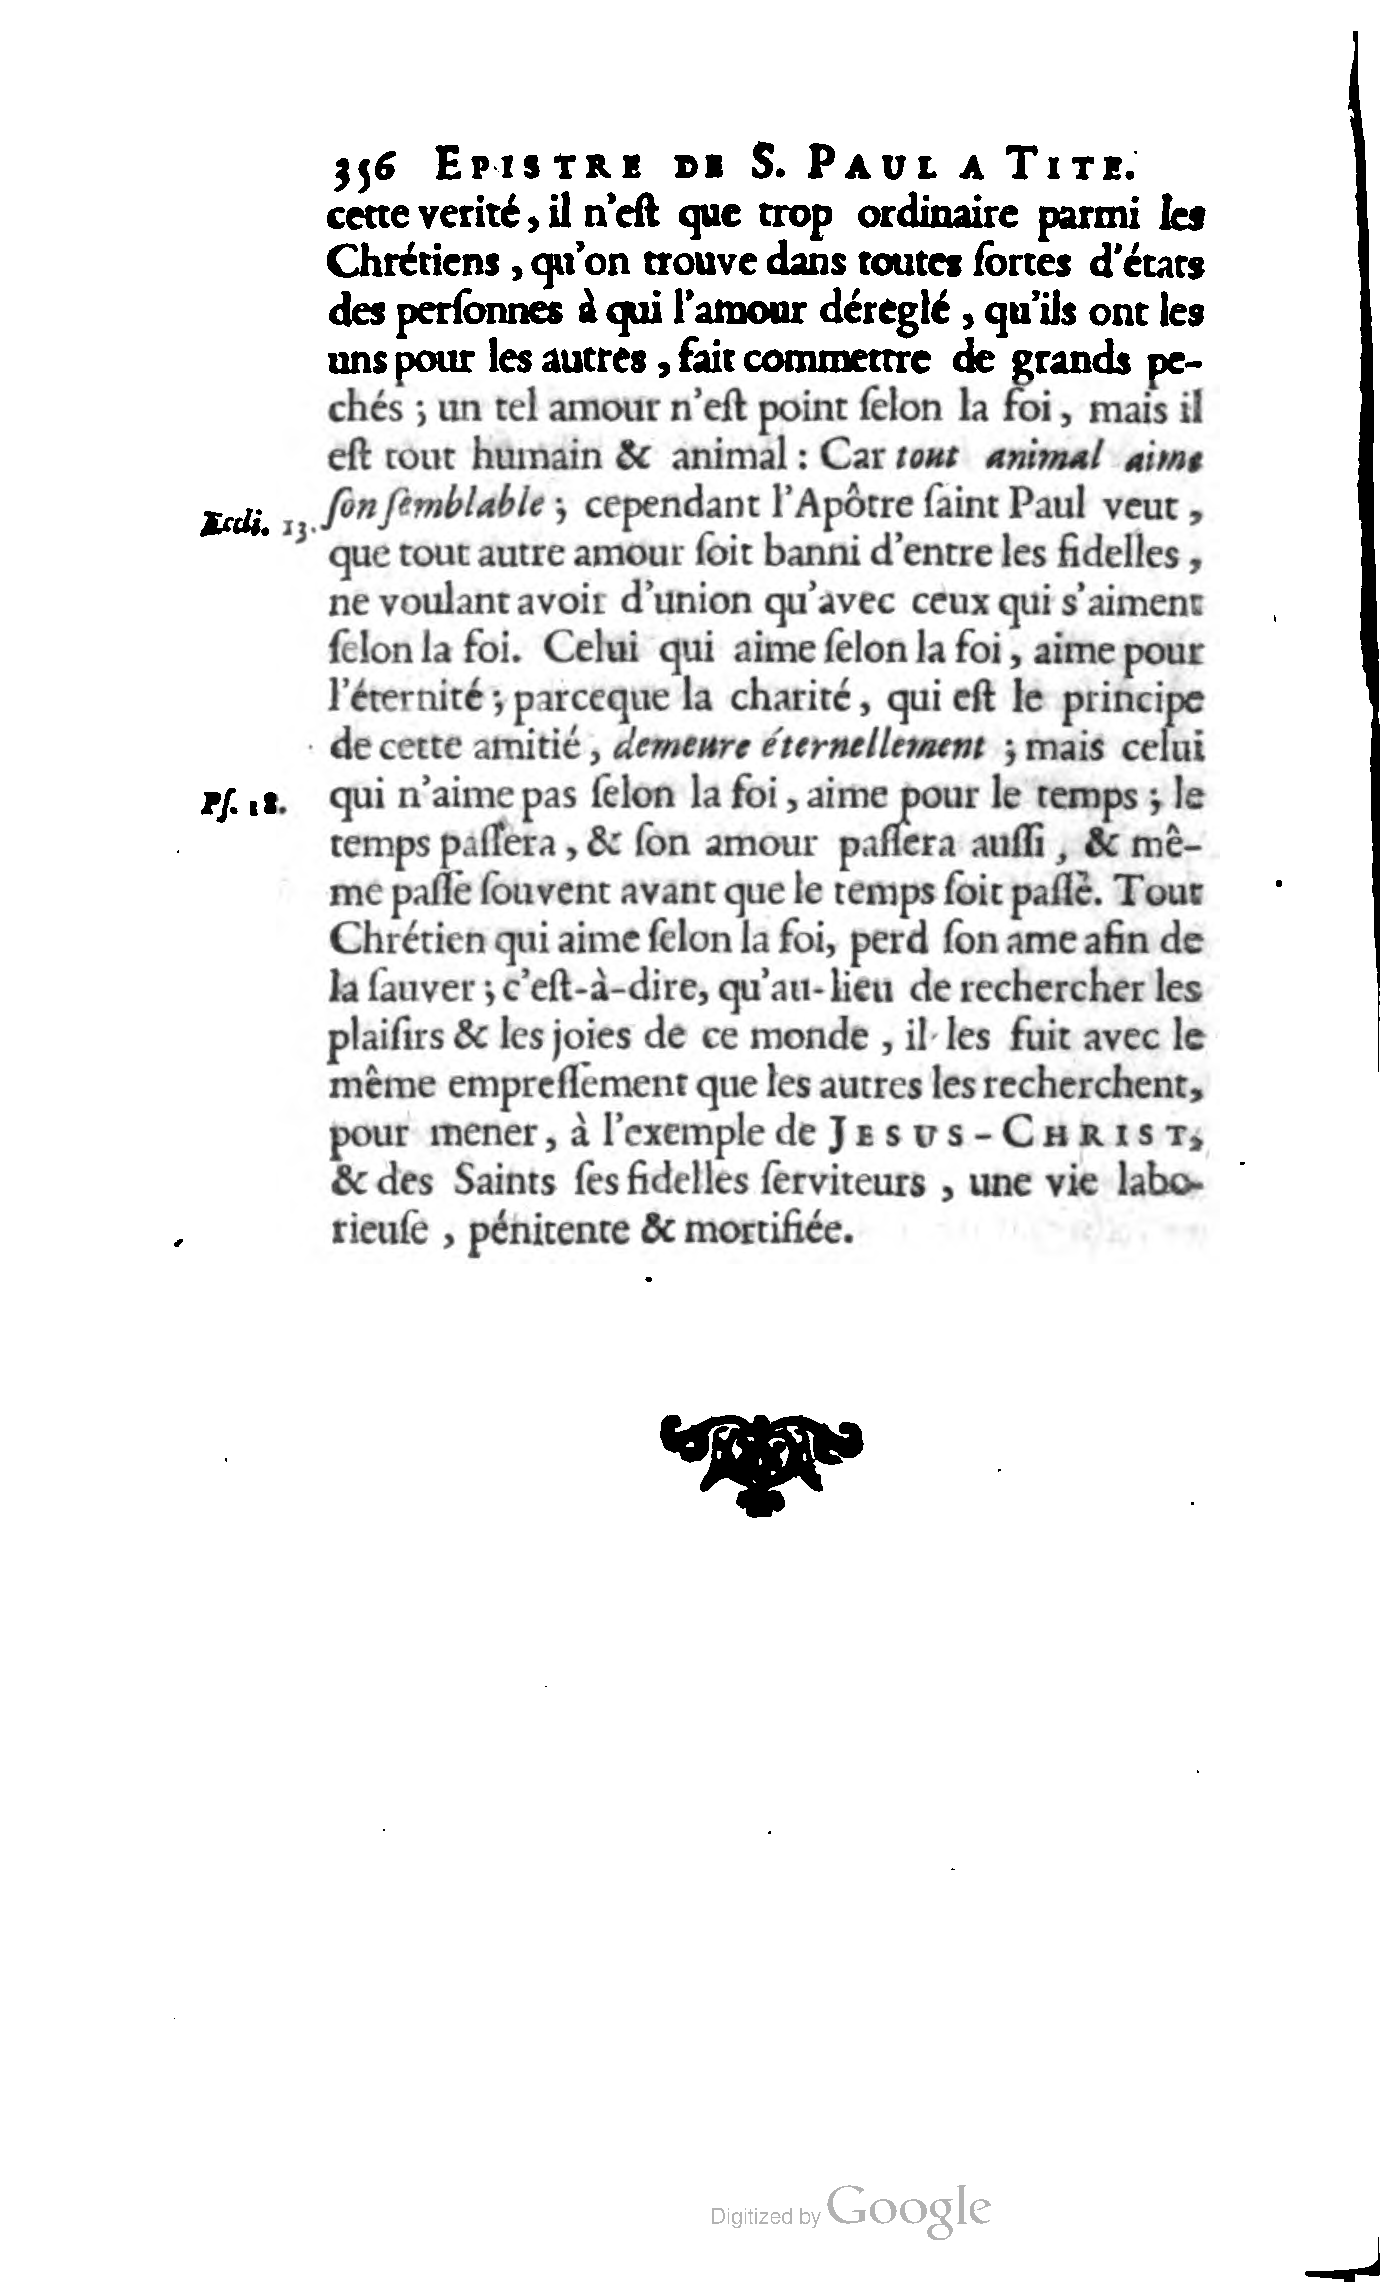 356 EPISTRE DE S. PAUL A TITE.
cette verité, il n'eſt que trop ordinaire parmi les
Chrétiens, qu'on trouve dans toutes ſortes d'états
des perſonnes à qui l'amour déreglé, qu'ils ont les
uns pour les autres, fait commettre de grands pe-
chés; un tel amour n'eſt point ſelon la foi, mais il
eſt tout humain & animal: Car tout animal aime
Eccli. 13. ſon ſemblable; cependant l'Apôtre ſaint Paul veut,
que tout autre amour ſoit banni d'entre les fidelles,
ne voulant avoir d'union qu'avec ceux qui s'aiment
ſelon la foi. Celui qui aime ſelon la foi, aime pour
l'éternité; parceque la charité, qui eſt le principe
de cette amitié, demeure éternellement; mais celui
Pſ. 18. qui n'aime pas ſelon la foi, aime pour le temps; le
temps paſſera, & ſon amour paſſera auſſi, & mê-
me paſſe ſouvent avant que le temps ſoit paſſé. Tout
Chrétien qui aime ſelon la foi, perd ſon ame afin de
la ſauver; c'eſt-à-dire, qu'au-lieu de rechercher les
plaiſirs & les joies de ce monde, il les fuit avec le
même empreſſement que les autres les recherchent,
pour mener, à l'exemple de JESUS-CHRIST,
& des Saints ſes fidelles ſerviteurs, une vie labo-
rieuſe, pénitente & mortifiée.
Digitized by Google